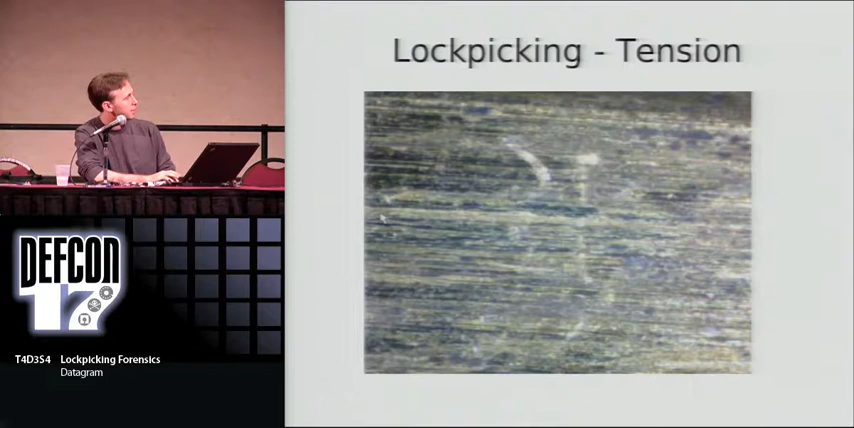 Lockpicking - Tension
DEFCON
17
T4D3S4 Lockpicking Forensics
Datagram